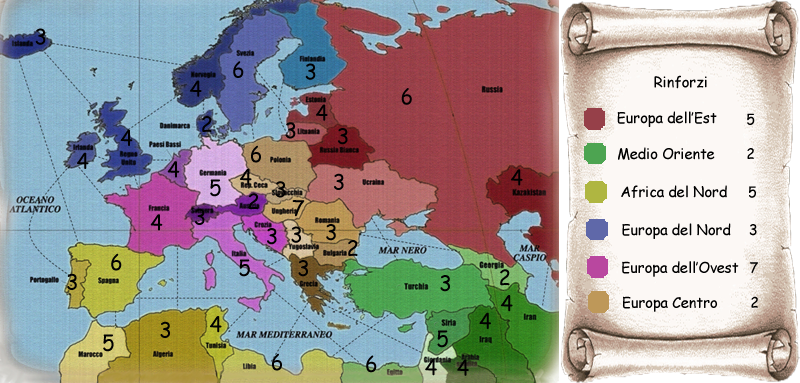 Islanda 3
Svezia
6
Finlandia
3
Norvegia
4
Russia
6
Estonia
4
Danimarca 2
3 Lituania
3
Russia Bianca
4
Regno Unito
Irlanda
4
Paesi Bassi
4
6
Polonia
Germania
5
4
Rep. Ceca
3
3
Ucraina
4
Kazakistan
OCEANO ATLANTICO
Francia
4
3
2
Ungheria 7
Romania
3
Croazia
3
3
Yugoslavia
2
Bulgaria
MAR NERO
MAR CASPIO
Georgia
2
Portogallo
3
6
Spagna
Italia
5
3
Grecia
Turchia 3
4
Iran
MAR MEDITERRANEO
Siria
5
4
Iraq
5
Marocco
3
Algeria
4
Tunisia
6
Libia
6
Egitto
Giordania
4
4
Rinforzi
Europa dell'Est 5
Medio Oriente 2
Africa del Nord 5
Europa del Nord 3
Europa dell'Ovest 7
Europa Centro 2